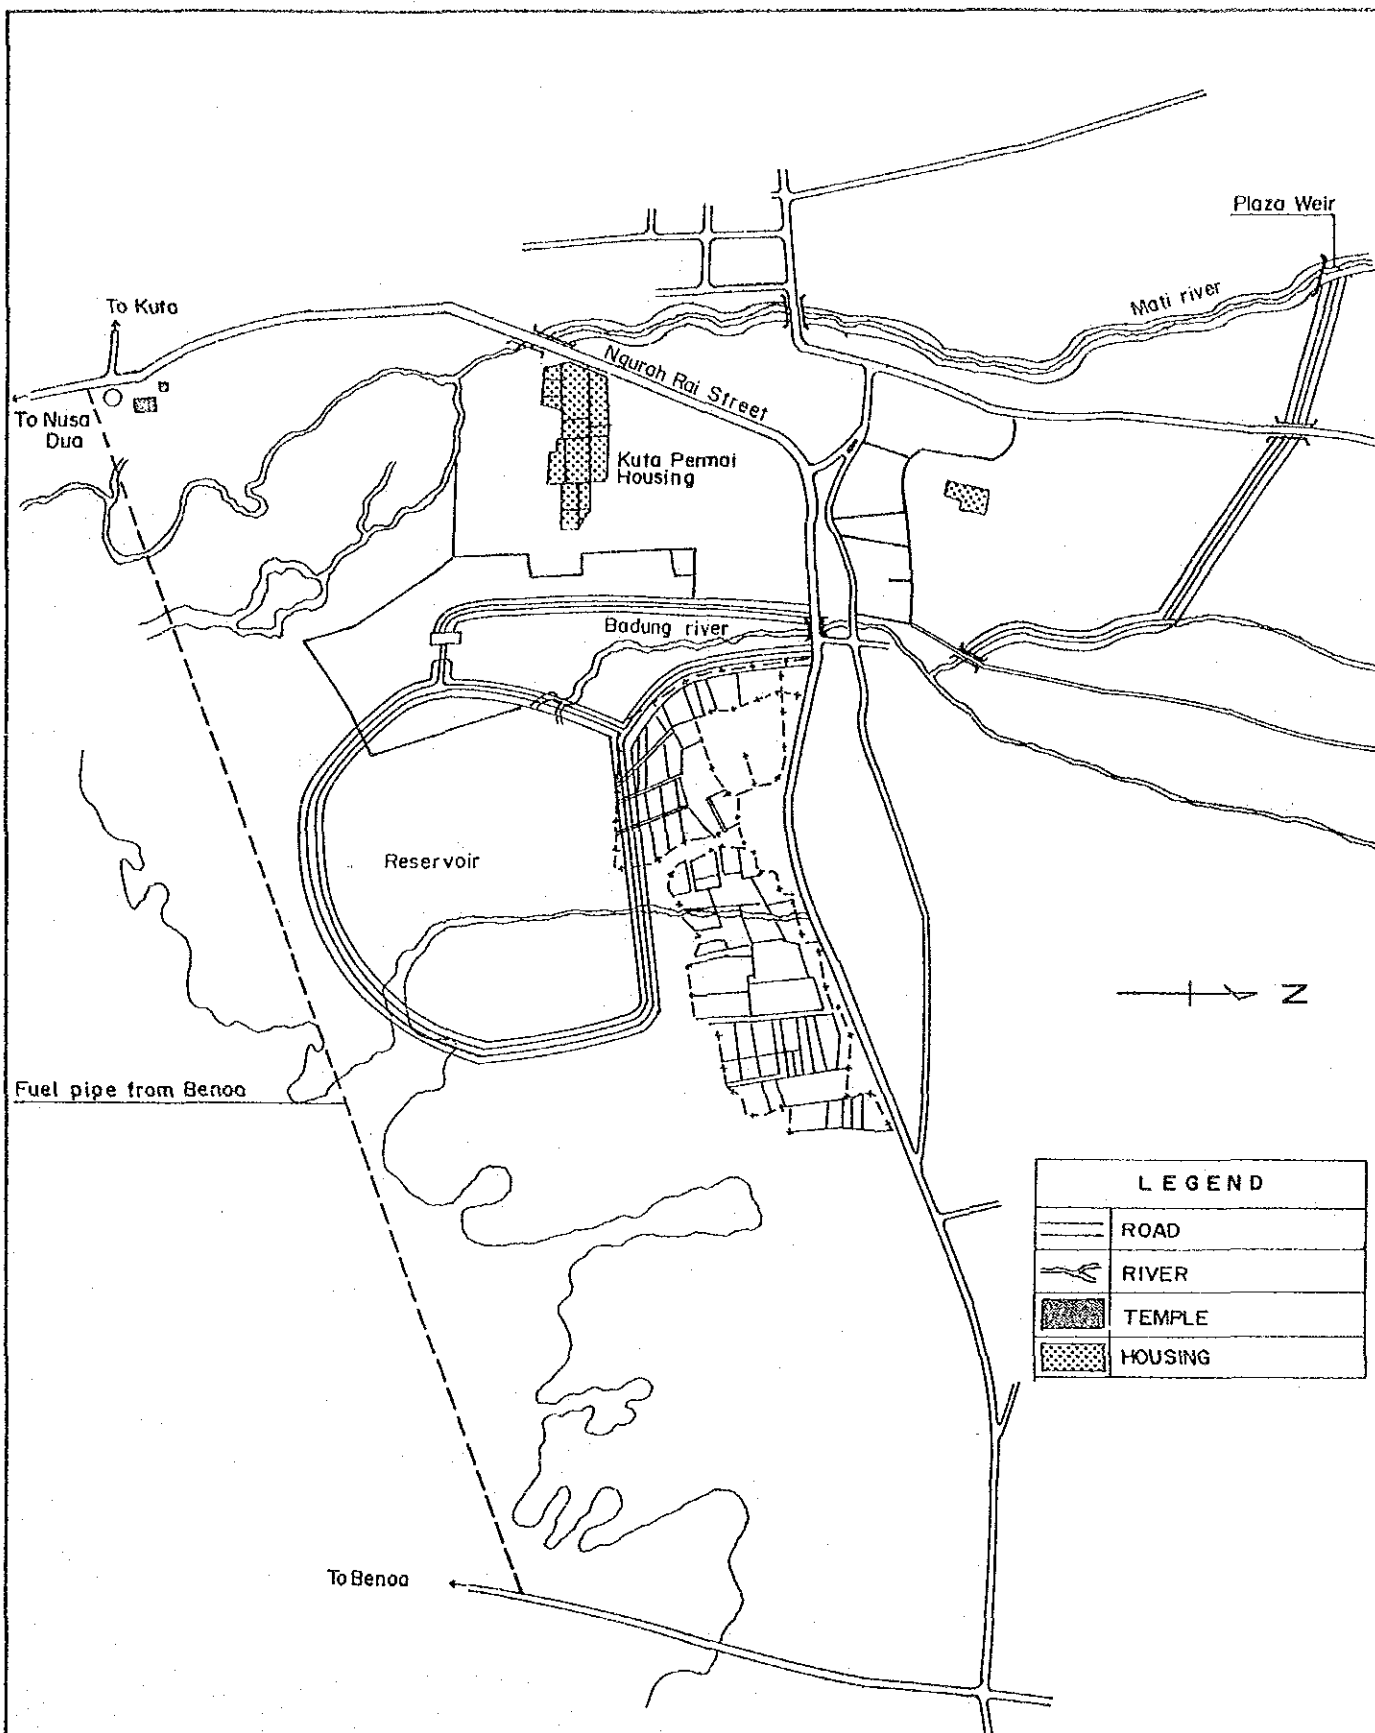 Plaza Weir
Mati river
To Kuta
Ngurah Rai Street
To Nusa
Dua
Kuta Permai
Housing
Badung river
Reservoir
N
Fuel pipe from Benoa
LEGEND
ROAD
RIVER
TEMPLE
HOUSING
To Benoa